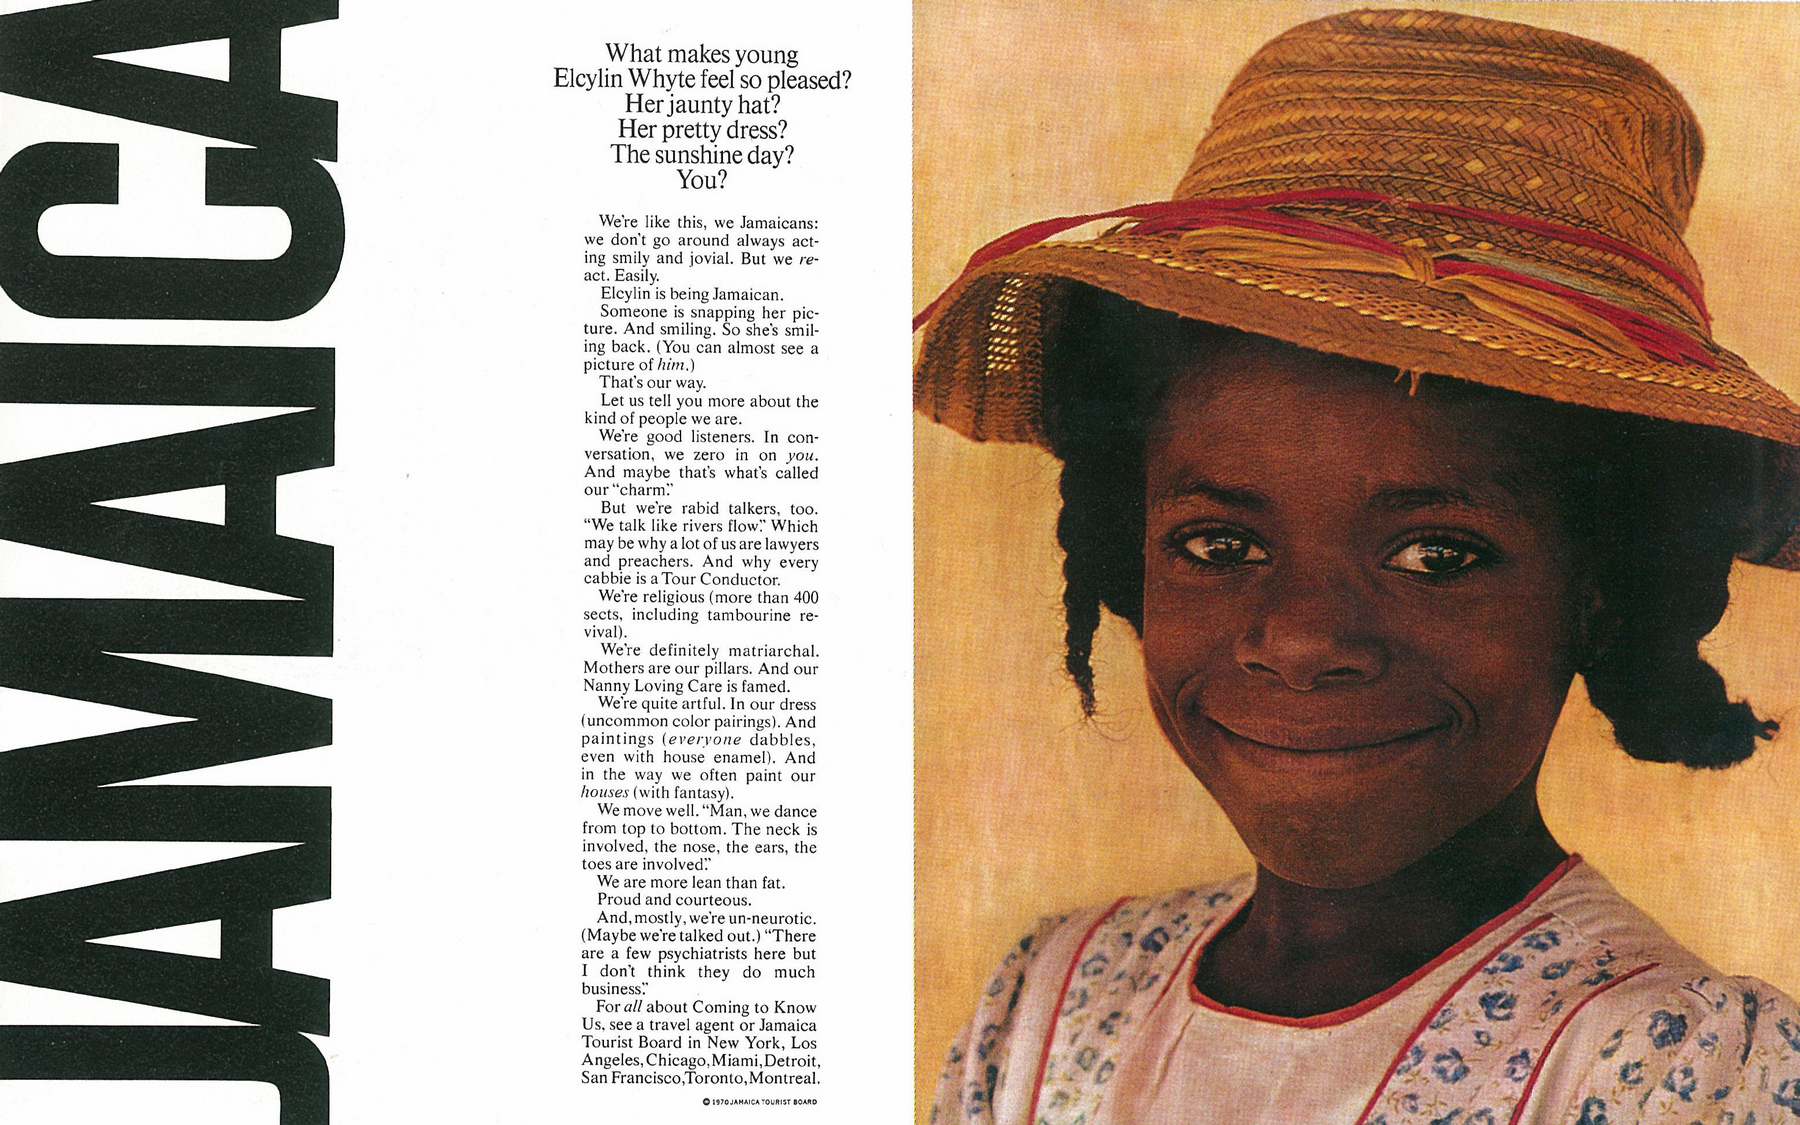 JAMAICA
What makes young
Elcylin Whyte feel so pleased?
Her jaunty hat?
Her pretty dress?
The sunshine day?
You?
We're like this, we Jamaicans:
we don't go around always act-
ing smily and jovial. But we re-
act. Easily.
Elcylin is being Jamaican.
Someone is snapping her pic-
ture. And smiling. So she's smil-
ing back. (You can almost see a
picture of him.)
That's our way.
Let us tell you more about the
kind of people we are.
We're good listeners. In con-
versation, we zero in on you.
And maybe that's what's called
our "charm."
But we're rabid talkers, too.
"We talk like rivers flow." Which
may be why a lot of us are lawyers
and preachers. And why every
cabbie is a Tour Conductor.
We're religious (more than 400
sects, including tambourine re-
vival).
We're definitely matriarchal.
Mothers are our pillars. And our
Nanny Loving Care is famed.
We're quite artful. In our dress
(uncommon color pairings). And
paintings (everyone dabbles,
even with house enamel). And
in the way we often paint our
houses (with fantasy).
We move well. "Man, we dance
from top to bottom. The neck is
involved, the nose, the ears, the
toes are involved."
We are more lean than fat.
Proud and courteous.
And, mostly, we're un-neurotic.
(Maybe we're talked out.) "There
are a few psychiatrists here but
I don't think they do much
business."
For all about Coming to Know
Us, see a travel agent or Jamaica
Tourist Board in New York, Los
Angeles, Chicago, Miami, Detroit,
San Francisco, Toronto, Montreal.
© 1970 JAMAICA TOURIST BOARD